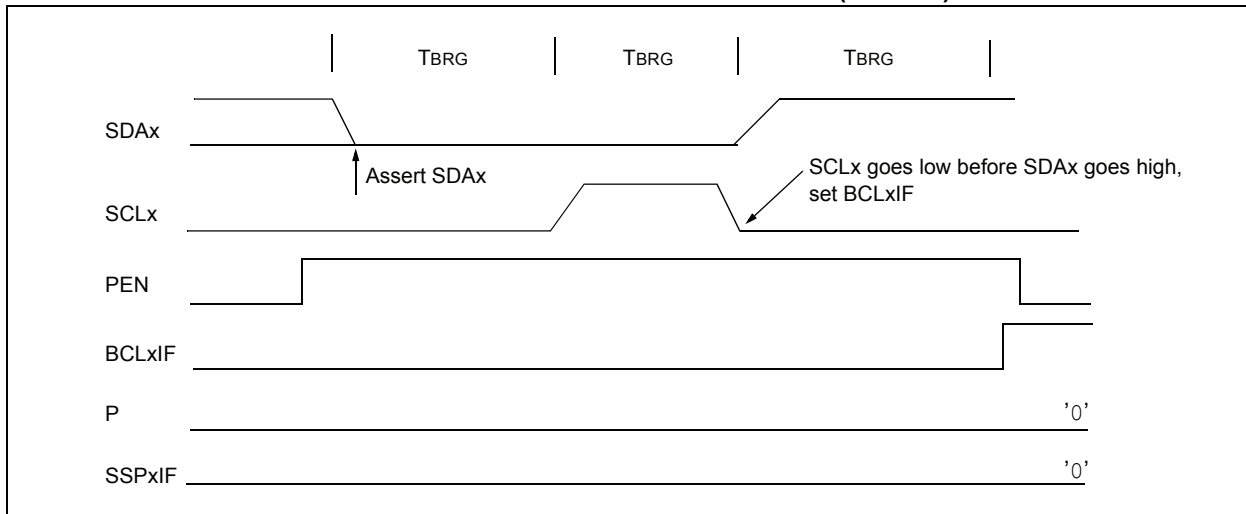 TBRG TBRG TBRG
SDAx
Assert SDAx
SCLx goes low before SDAx goes high,
set BCLxIF
SCLx
PEN
BCLxIF
P '0'
SSPxIF '0'